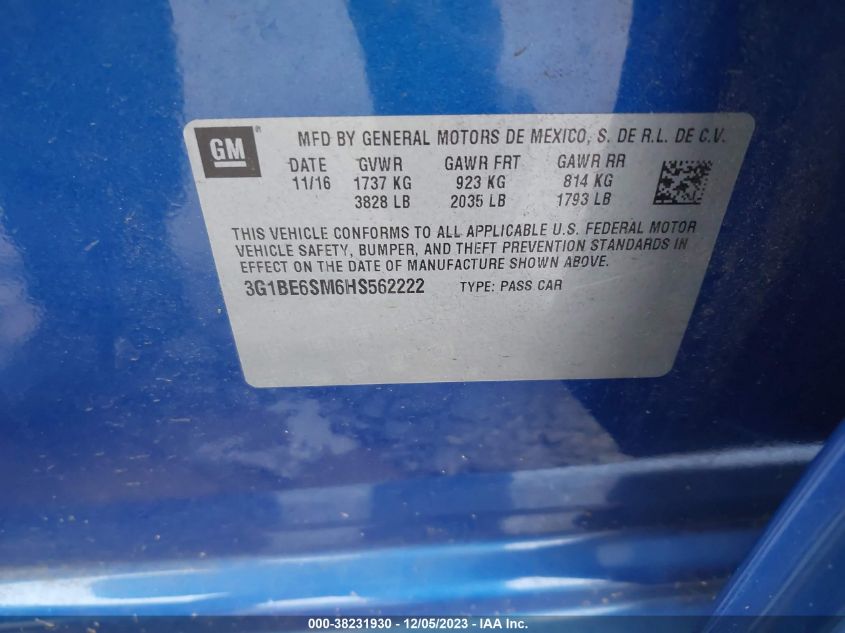 GM ®
MFD BY GENERAL MOTORS DE MEXICO, S. DE R.L. DE C.V.
DATE GVWR GAWR FRT GAWR RR
11/16 1737 KG 923 KG 814 KG
3828 LB 2035 LB 1793 LB
THIS VEHICLE CONFORMS TO ALL APPLICABLE U.S. FEDERAL MOTOR
VEHICLE SAFETY, BUMPER, AND THEFT PREVENTION STANDARDS IN
EFFECT ON THE DATE OF MANUFACTURE SHOWN ABOVE.
3G1BE6SM6HS562222 TYPE: PASS CAR
000-38231930 - 12/05/2023 - IAA Inc.